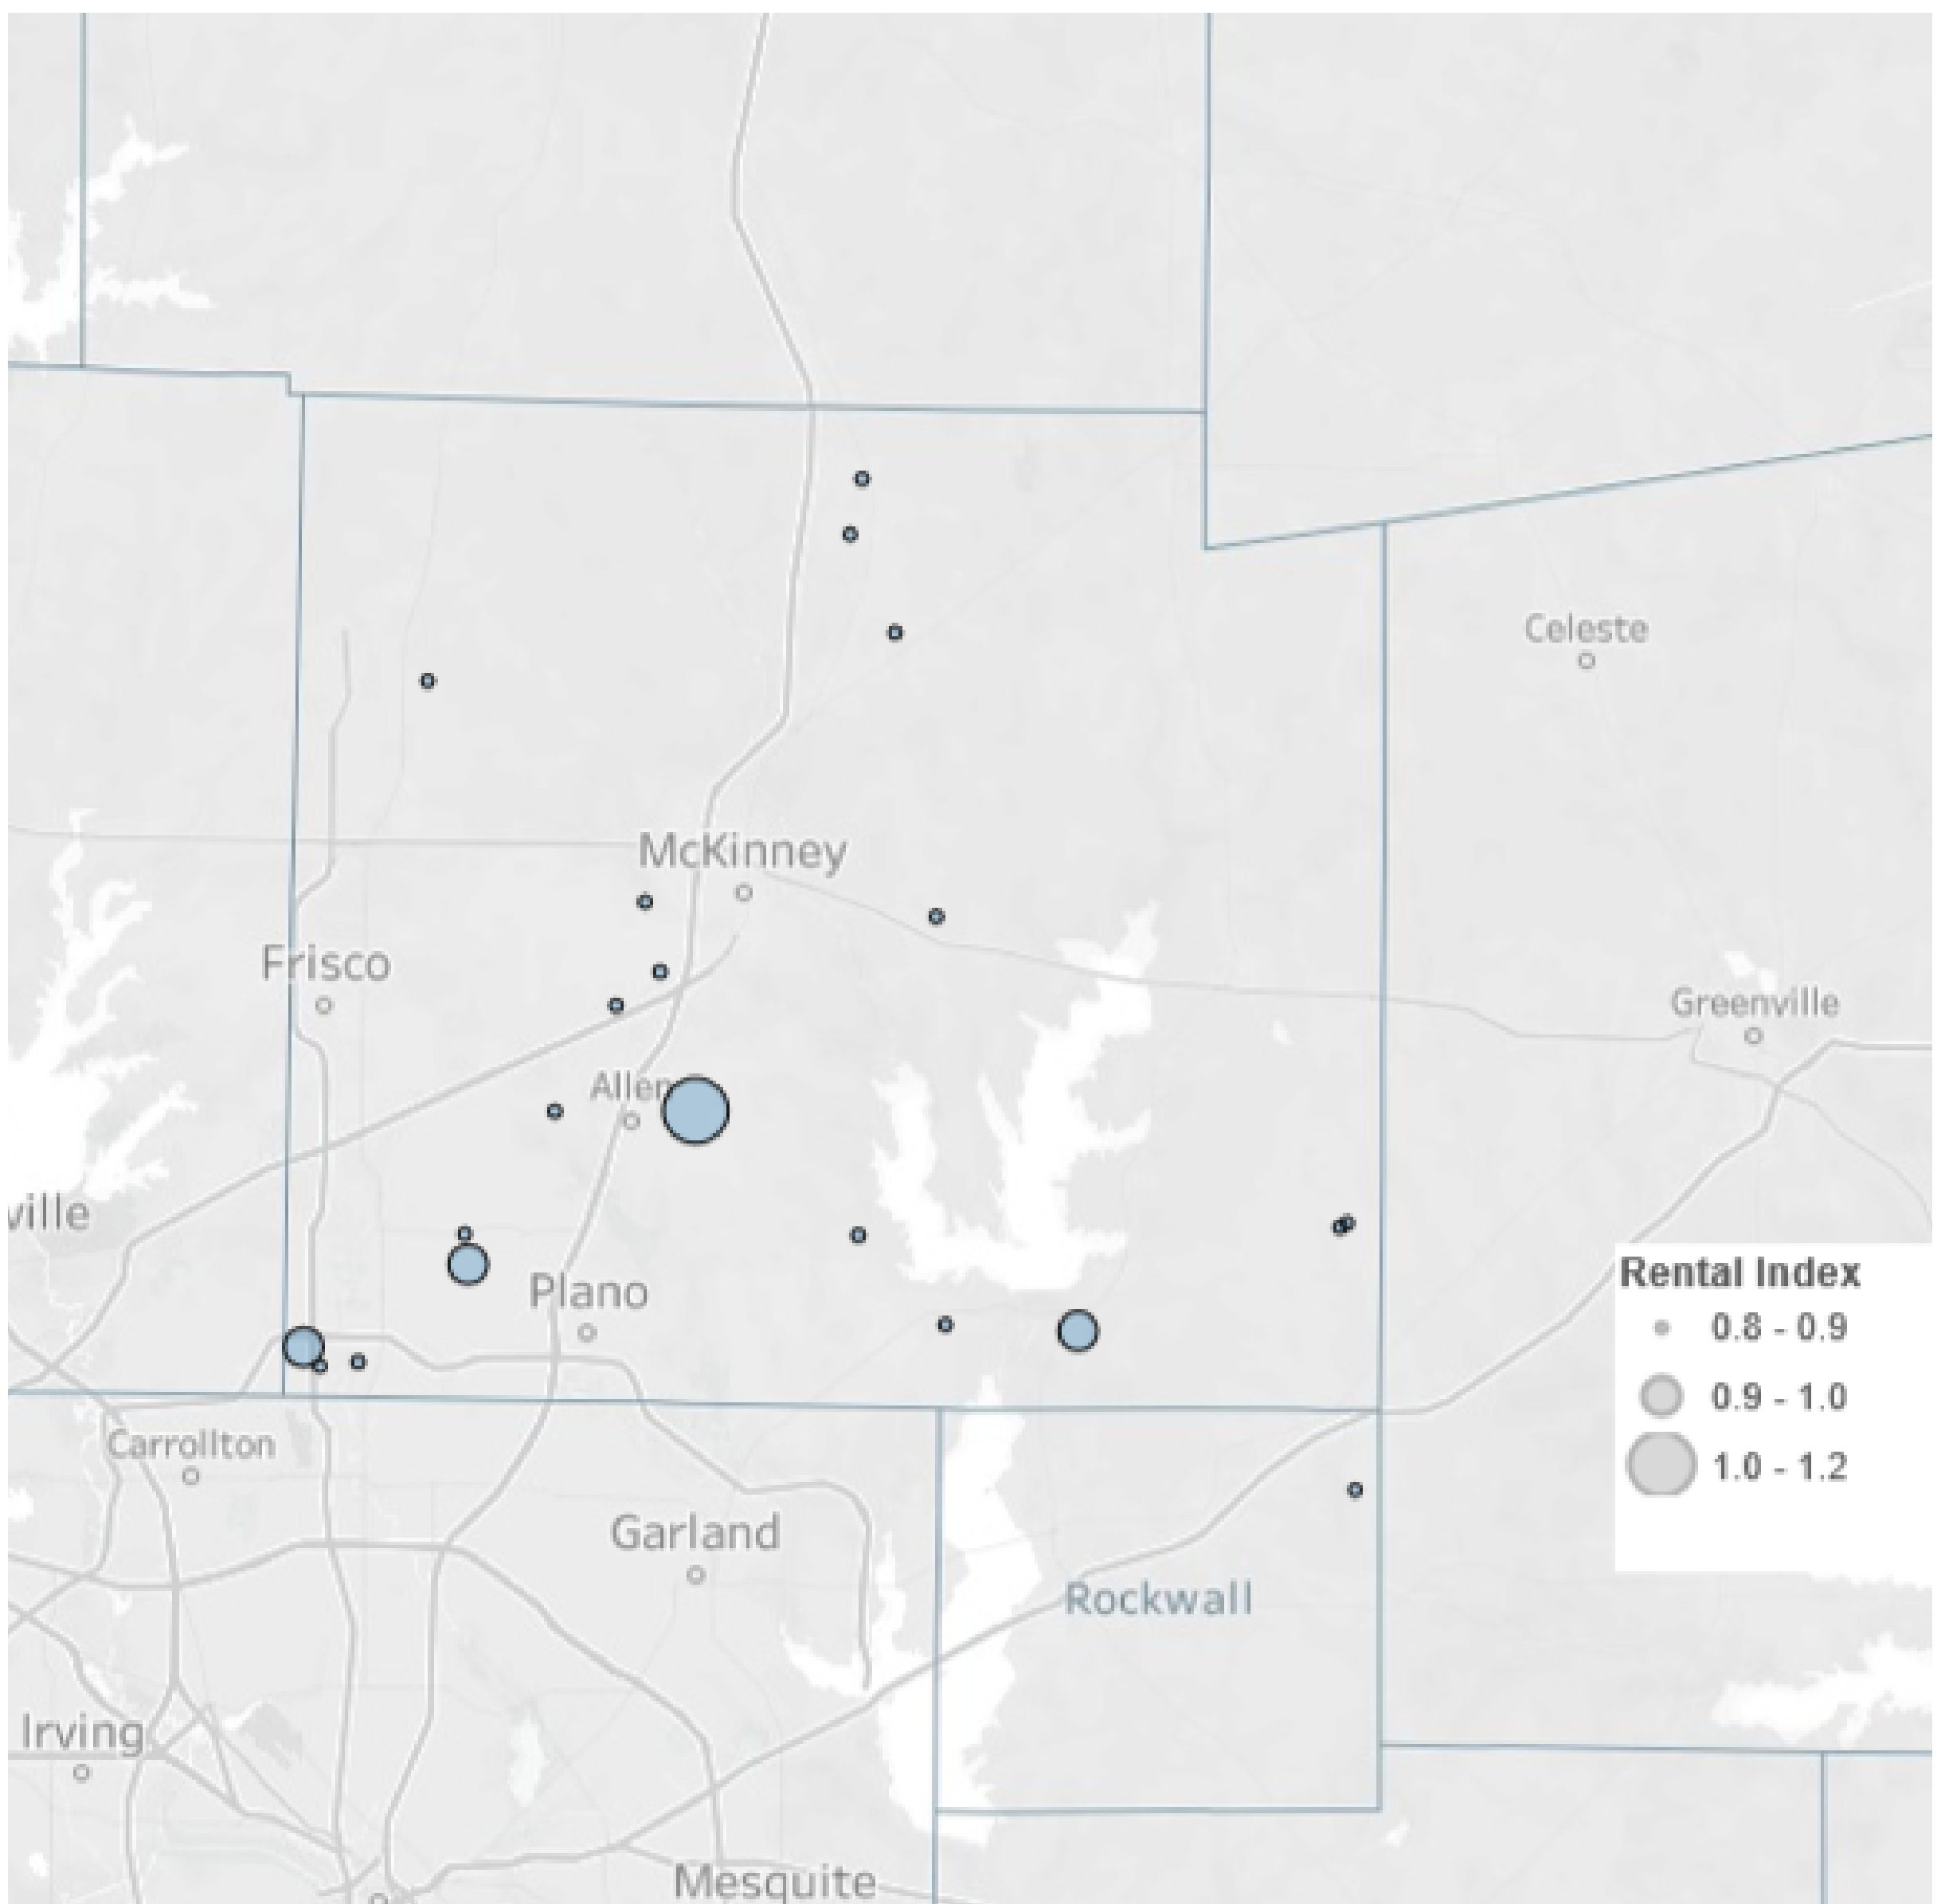 Celeste
McKinney
Frisco
Greenville
Allen
ville
Rental Index
Plano
0.8 - 0.9
0.9 - 1.0
Carrollton
1.0 - 1.2
Garland
Rockwall
Irving
Mesquite